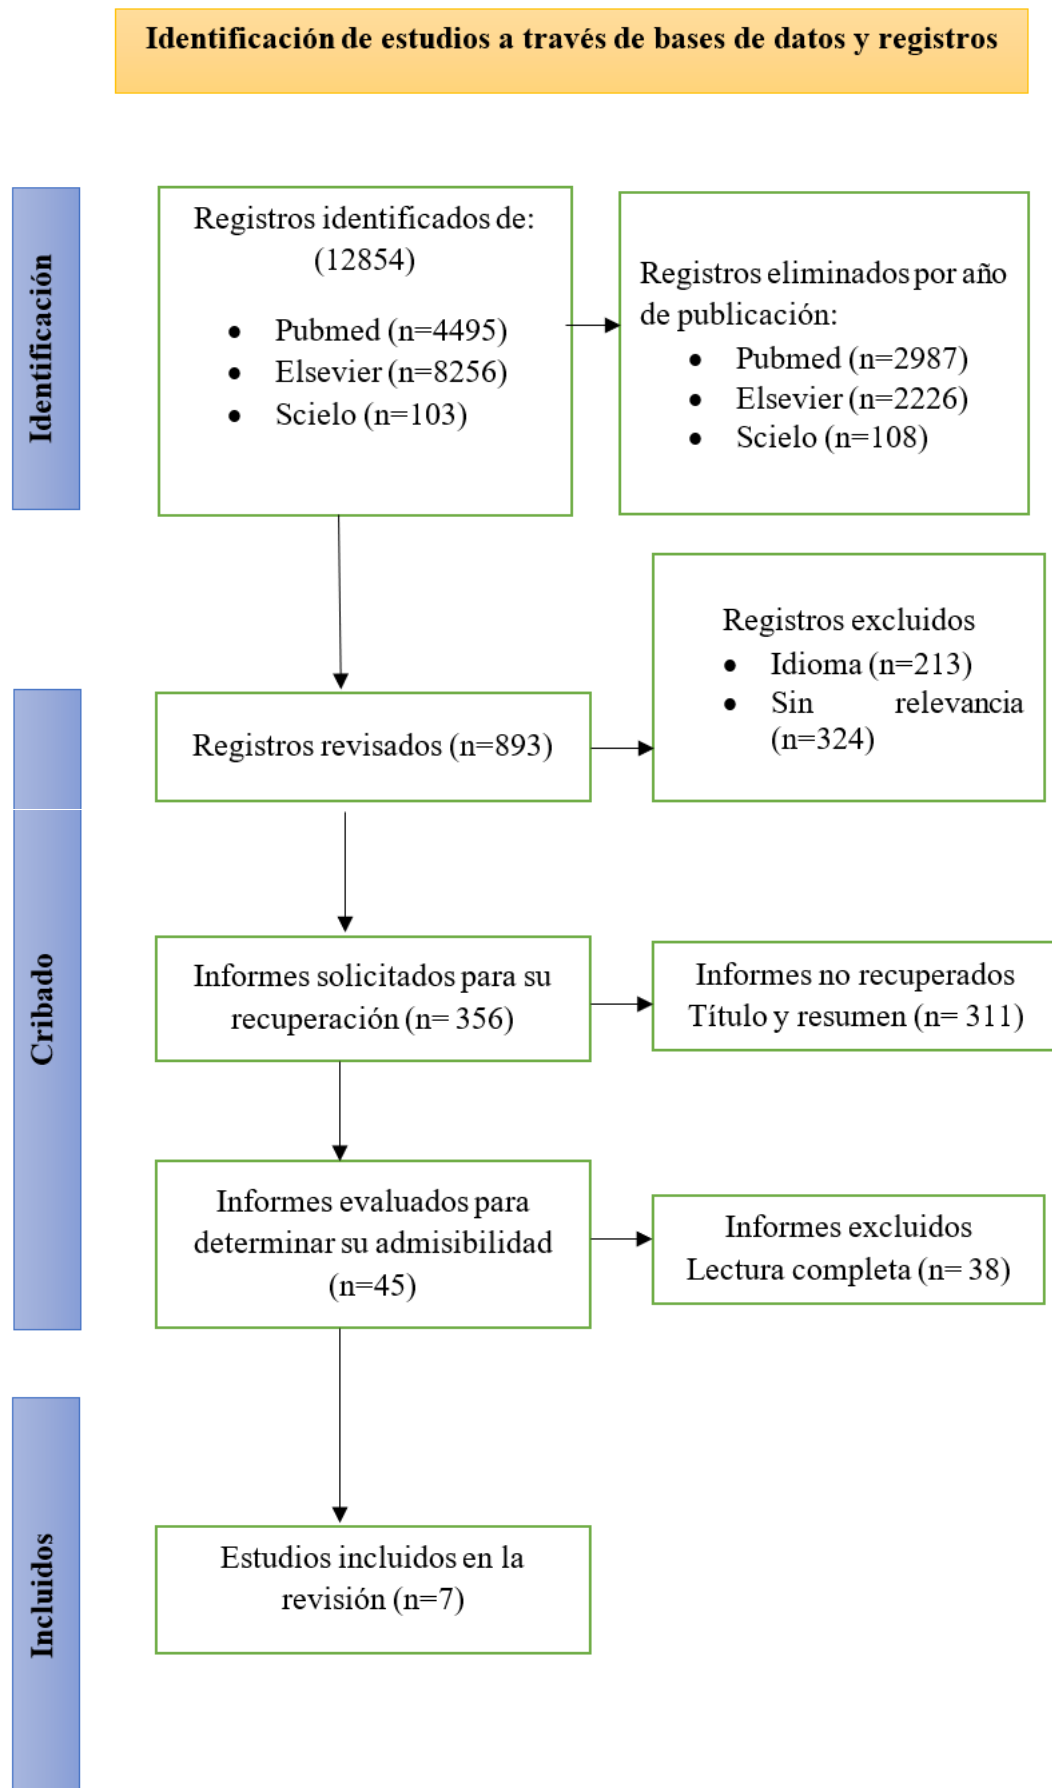 Identificación de estudios a través de bases de datos y registros
Identificación
Registros identificados de:
(12854)
• Pubmed (n=4495)
• Elsevier (n=8256)
• Scielo (n=103)
Registros eliminados por año
de publicación:
• Pubmed (n=2987)
• Elsevier (n=2226)
• Scielo (n=108)
Cribado
Registros revisados (n=893)
Registros excluidos
• Idioma (n=213)
• Sin relevancia
(n=324)
Informes solicitados para su
recuperación (n= 356)
Informes no recuperados
Título y resumen (n= 311)
Informes evaluados para
determinar su admisibilidad
(n=45)
Informes excluidos
Lectura completa (n= 38)
Incluidos
Estudios incluidos en la
revisión (n=7)